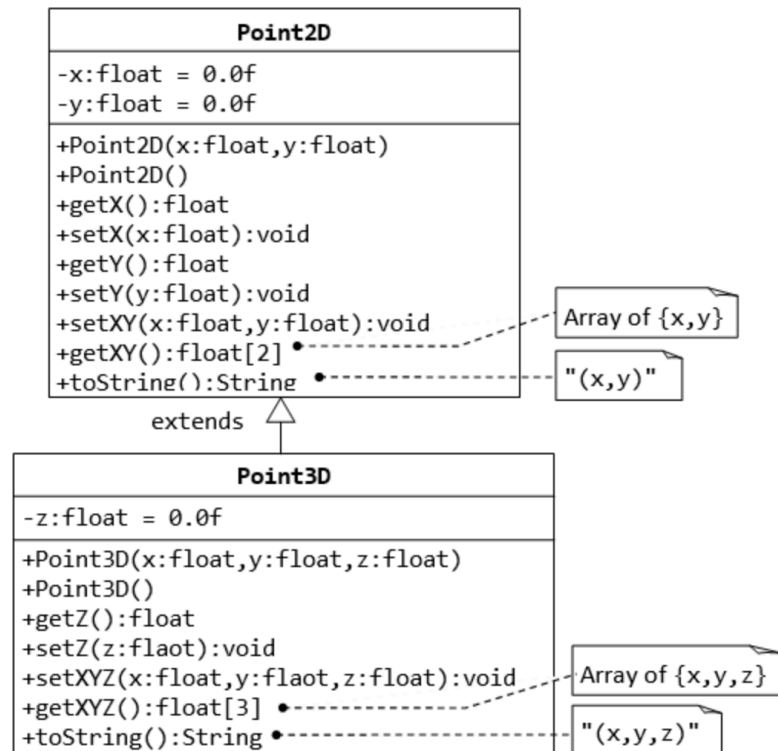 Point2D
-x:float = 0.0f
-y:float = 0.0f
+Point2D(x:float,y:float)
+Point2D()
+getX():float
+setX(x:float):void
+getY():float
+setY(y:float):void
+setXY(x:float,y:float):void
+getXY():float[2]
+toString():String
Array of {x,y}
"(x,y)"
extends
Point3D
-z:float = 0.0f
+Point3D(x:float,y:float,z:float)
+Point3D()
+getZ():float
+setZ(z:flaot):void
+setXYZ(x:float,y:flaot,z:float):void
+getXYZ():float[3]
+toString():String
Array of {x,y,z}
"(x,y,z)"